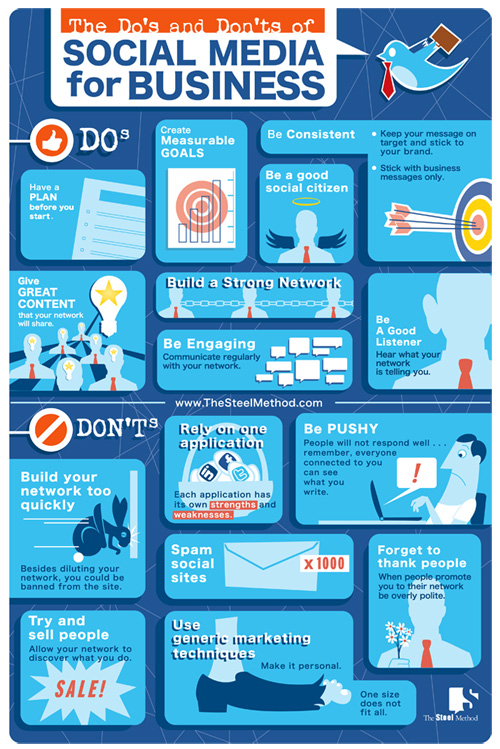 The Do's and Don'ts of
SOCIAL MEDIA
for BUSINESS
DOs
Have a
PLAN
before you
start.
Create
Measurable
GOALS
Be Consistent
• Keep your message on
target and stick to
your brand.
• Stick with business
messages only.
Be a good
social citizen
Give
GREAT
CONTENT
that your network
will share.
Build a Strong Network
Be Engaging
Communicate regularly
with your network.
Be
A Good
Listener
Hear what your
network
is telling you.
www.TheSteelMethod.com
DON'Ts
Build your
network too
quickly
Besides diluting your
network, you could be
banned from the site.
Rely on one
application
in
f
Each application has
its own strengths and
weaknesses.
Be PUSHY
People will not respond well . . .
remember, everyone
connected to you
can see
what you
write.
!
Spam
social
sites
x 1000
Forget to
thank people
When people promote
you to their network
be overly polite.
Try and
sell people
Allow your network to
discover what you do.
SALE!
Use
generic marketing
techniques
Make it personal.
One size
does not
fit all.
The Steel Method